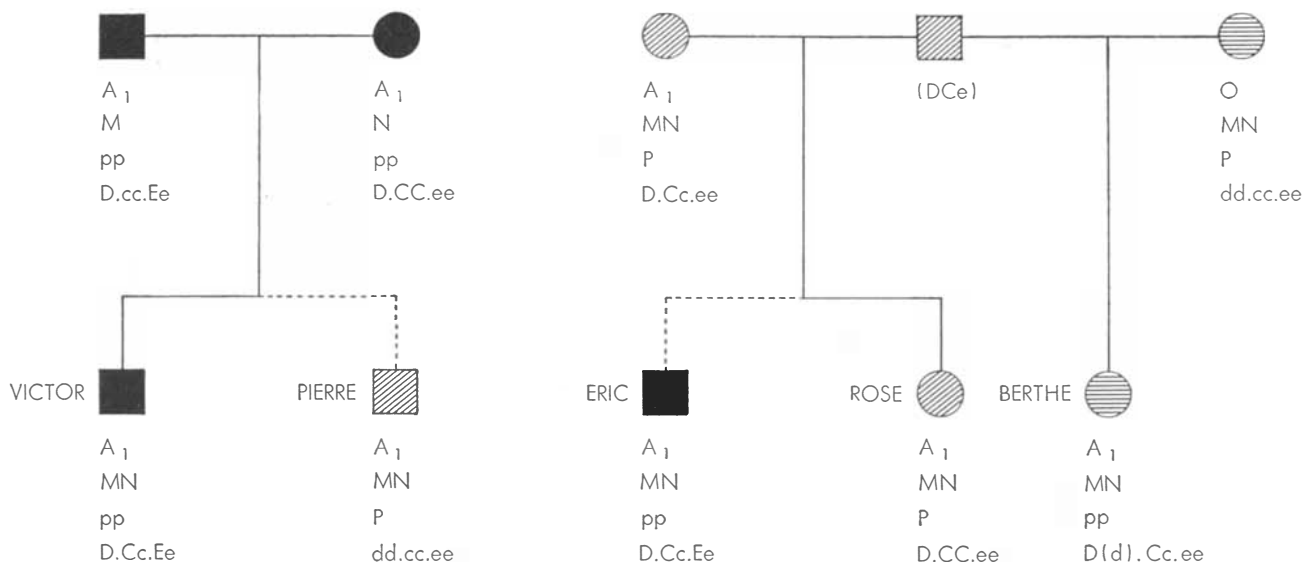 A1 A1 A1 (DCe) O
M N MN MN
pp pp P P
D.cc.Ee D.CC.ee D.Cc.ee dd.cc.ee
VICTOR PIERRE ERIC ROSE BERTHE
A1 A1 A1 A1 A1
MN MN MN MN MN
pp P pp P pp
D.Cc.Ee dd.cc.ee D.Cc.Ee D.CC.ee D(d).Cc.ee